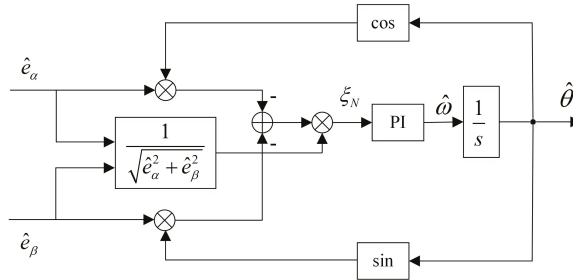 cos
ê_α
-
ξ_N
ω̂
θ̂
1/√(ê_α² + ê_β²)
PI
1/s
-
ê_β
sin